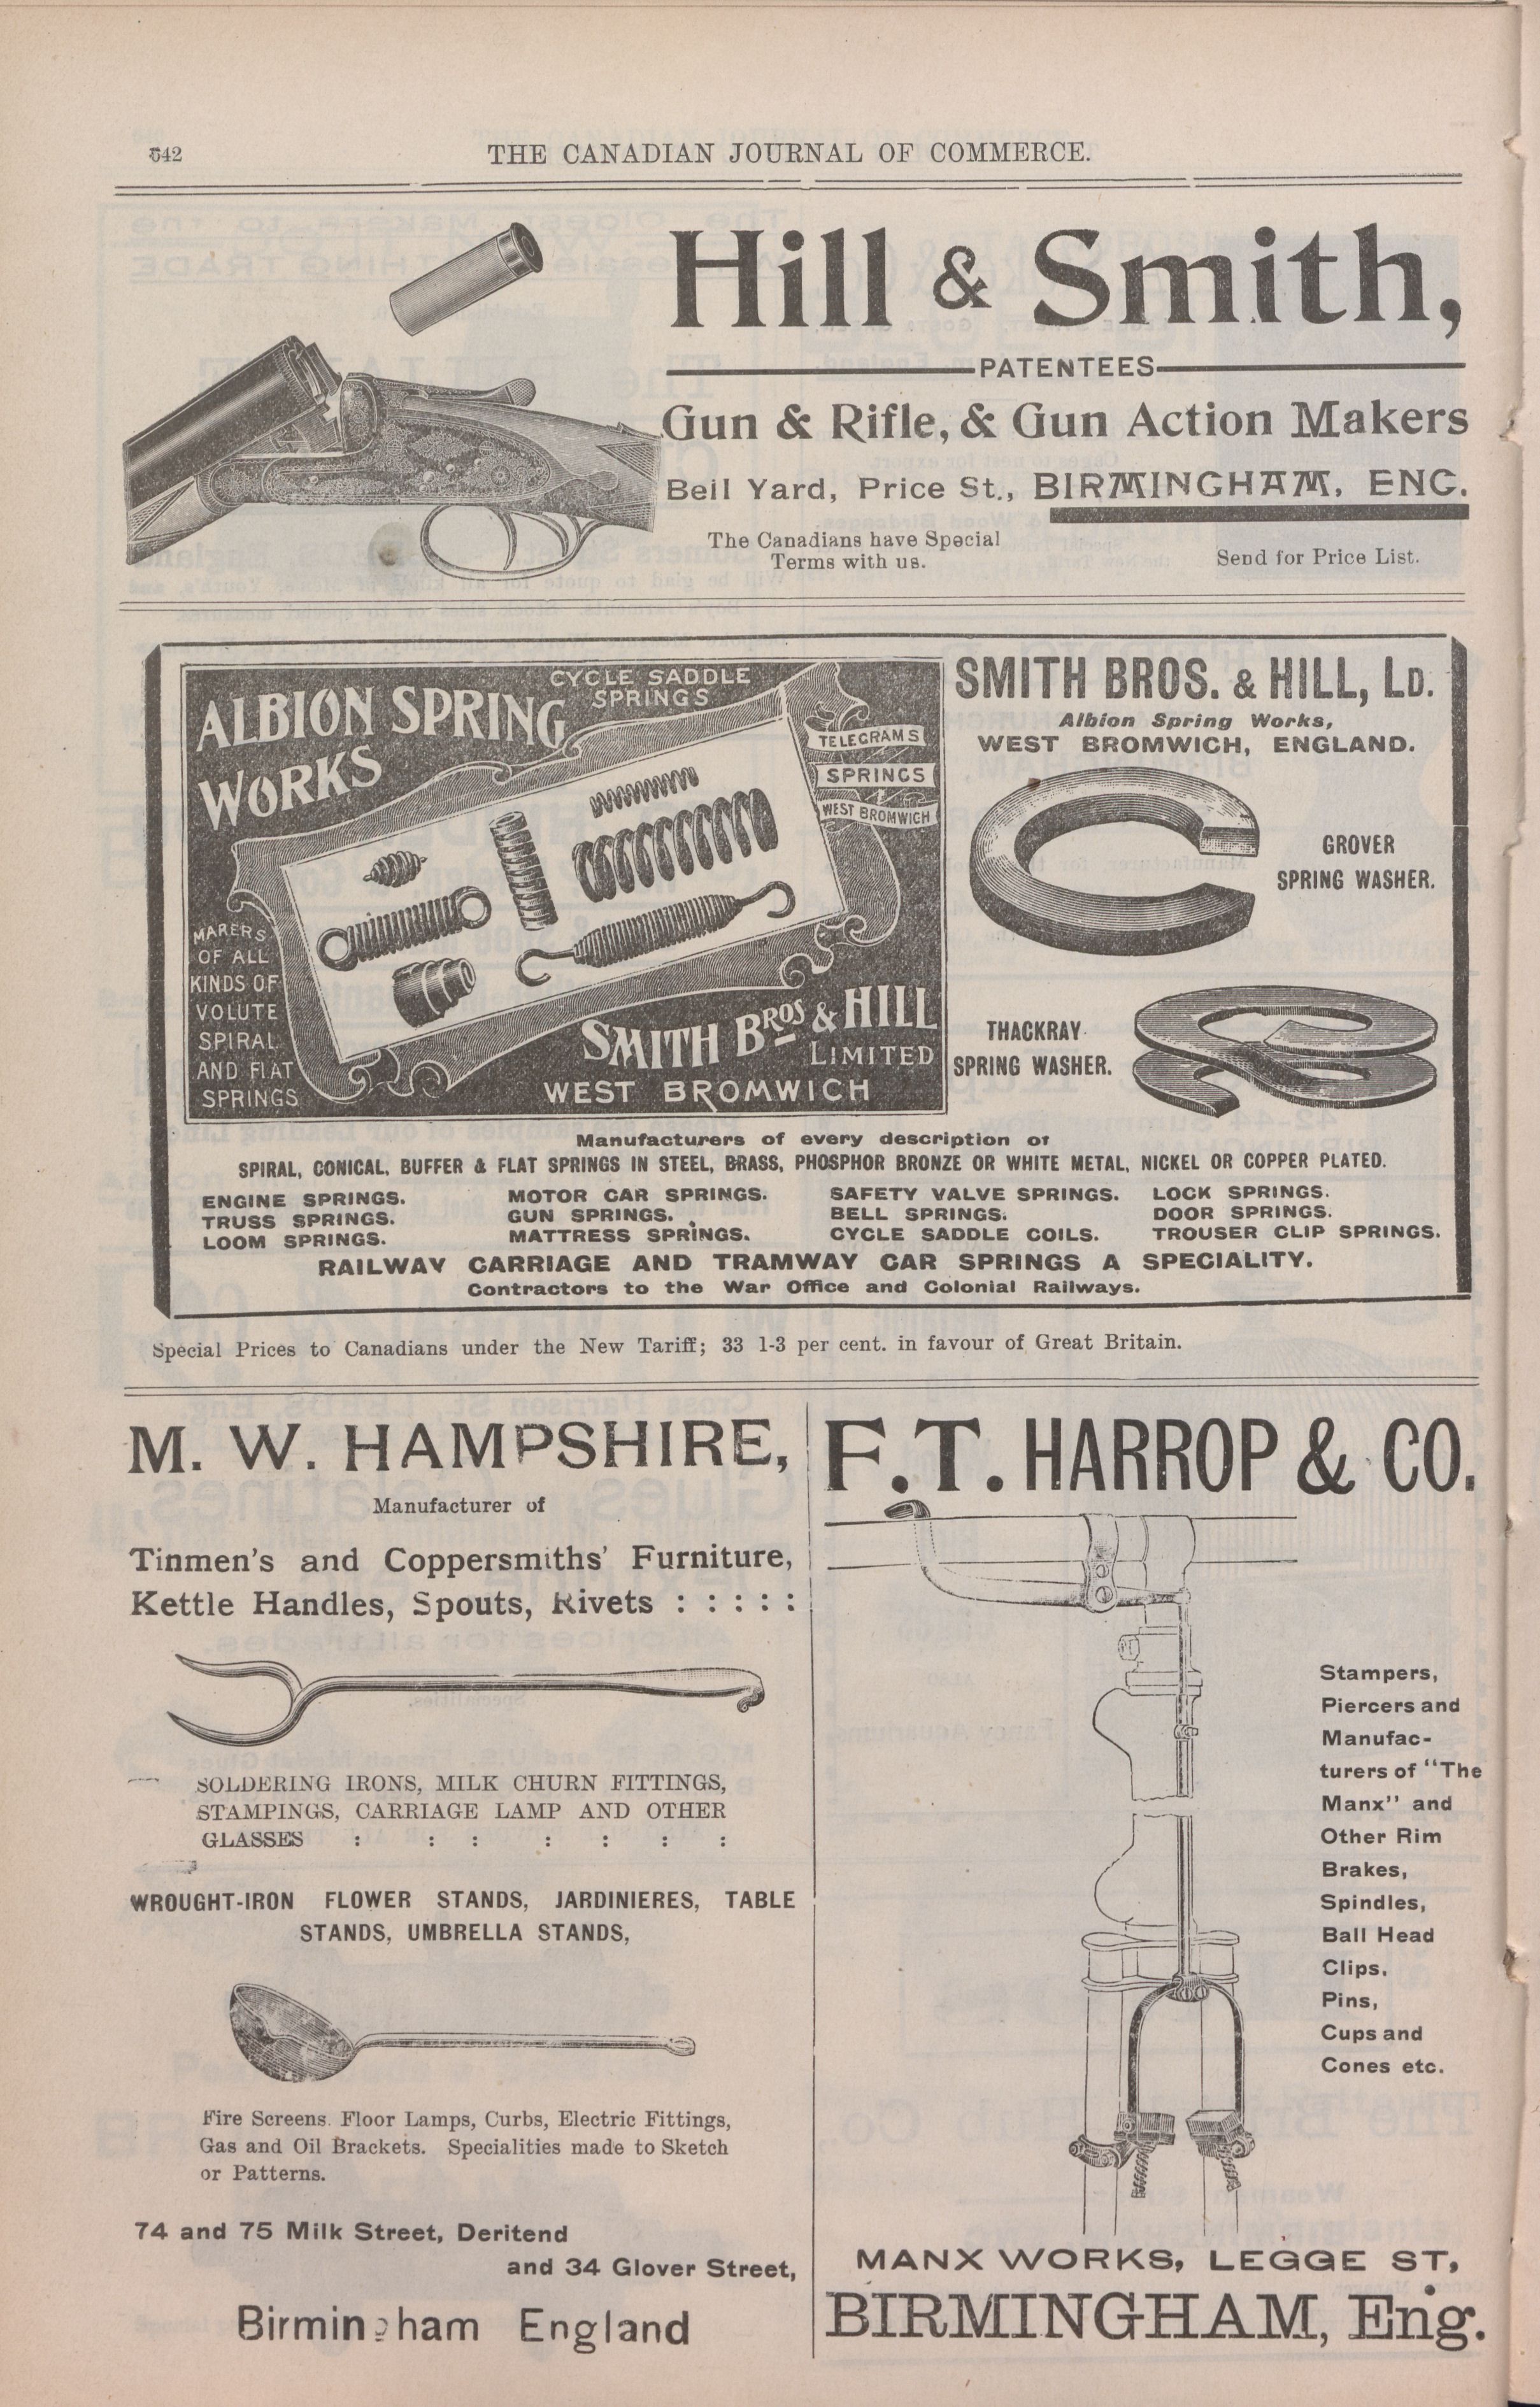 542
THE CANADIAN JOURNAL OF COMMERCE.
Hill & Smith,
PATENTEES
Gun & Rifle, & Gun Action Makers
Bell Yard, Price St., BIRMINGHAM, ENG.
The Canadians have Special
Terms with us.
Send for Price List.
ALBION SPRING
WORKS
CYCLE SADDLE
SPRINGS
TELEGRAMS
SPRINGS
WEST BROMWICH
MAKERS
OF ALL
KINDS OF
VOLUTE
SPIRAL
AND FLAT
SPRINGS
SMITH BROS & HILL
LIMITED
WEST BROMWICH
SMITH BROS. & HILL, LD.
Albion Spring Works,
WEST BROMWICH, ENGLAND.
GROVER
SPRING WASHER.
THACKRAY
SPRING WASHER.
Manufacturers of every description of
SPIRAL, CONICAL, BUFFER & FLAT SPRINGS IN STEEL, BRASS, PHOSPHOR BRONZE OR WHITE METAL, NICKEL OR COPPER PLATED.
ENGINE SPRINGS. MOTOR CAR SPRINGS. SAFETY VALVE SPRINGS. LOCK SPRINGS.
TRUSS SPRINGS. GUN SPRINGS. BELL SPRINGS. DOOR SPRINGS.
LOOM SPRINGS. MATTRESS SPRINGS. CYCLE SADDLE COILS. TROUSER CLIP SPRINGS.
RAILWAY CARRIAGE AND TRAMWAY CAR SPRINGS A SPECIALITY.
Contractors to the War Office and Colonial Railways.
Special Prices to Canadians under the New Tariff; 33 1-3 per cent. in favour of Great Britain.
M. W. HAMPSHIRE,
Manufacturer of
Tinmen's and Coppersmiths' Furniture,
Kettle Handles, Spouts, Rivets : : : : :
SOLDERING IRONS, MILK CHURN FITTINGS,
STAMPINGS, CARRIAGE LAMP AND OTHER
GLASSES : : : : : : :
WROUGHT-IRON FLOWER STANDS, JARDINIERES, TABLE
STANDS, UMBRELLA STANDS,
Fire Screens. Floor Lamps, Curbs, Electric Fittings,
Gas and Oil Brackets. Specialities made to Sketch
or Patterns.
74 and 75 Milk Street, Deritend
and 34 Glover Street,
Birmingham England
F. T. HARROP & CO.
Stampers,
Piercers and
Manufac-
turers of "The
Manx" and
Other Rim
Brakes,
Spindles,
Ball Head
Clips,
Pins,
Cups and
Cones etc.
MANX WORKS, LEGGE ST,
BIRMINGHAM, Eng.